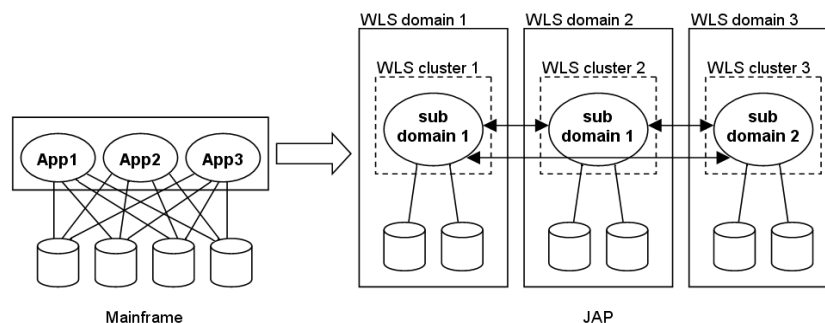 WLS domain 1
WLS domain 2
WLS domain 3
WLS cluster 1
WLS cluster 2
WLS cluster 3
sub
domain 1
sub
domain 1
sub
domain 2
App1
App2
App3
Mainframe
JAP